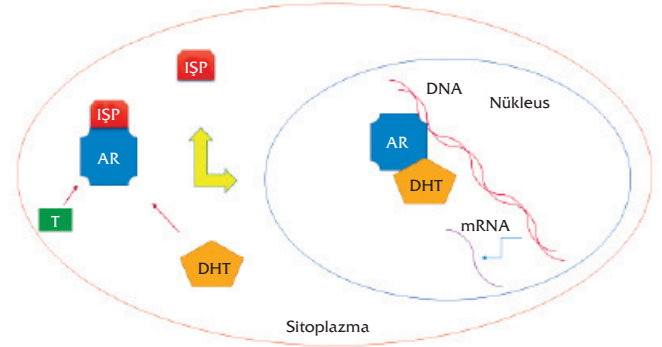 IŞP
IŞP
AR
T
DHT
DNA
Nükleus
AR
DHT
mRNA
Sitoplazma